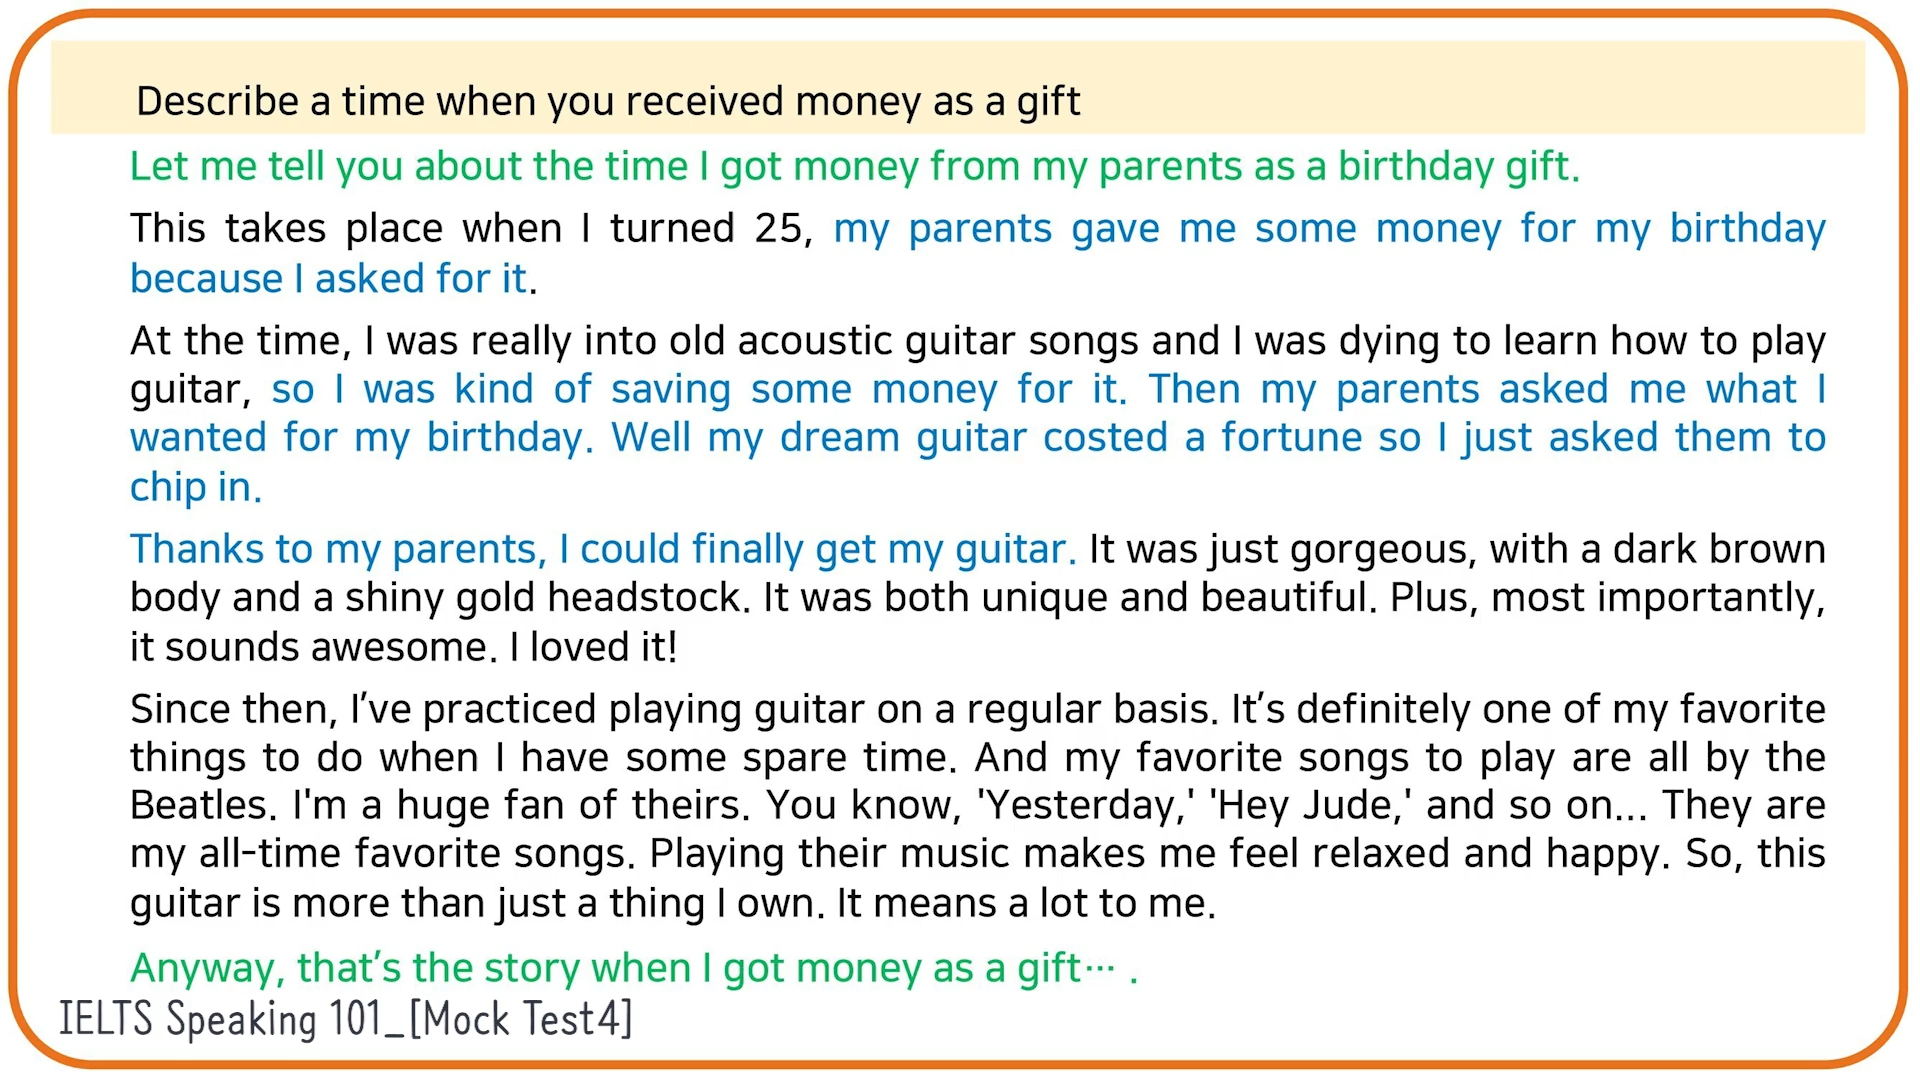 Describe a time when you received money as a gift
Let me tell you about the time I got money from my parents as a birthday gift.
This takes place when I turned 25, my parents gave me some money for my birthday
because I asked for it.
At the time, I was really into old acoustic guitar songs and I was dying to learn how to play
guitar, so I was kind of saving some money for it. Then my parents asked me what I
wanted for my birthday. Well my dream guitar costed a fortune so I just asked them to
chip in.
Thanks to my parents, I could finally get my guitar. It was just gorgeous, with a dark brown
body and a shiny gold headstock. It was both unique and beautiful. Plus, most importantly,
it sounds awesome. I loved it!
Since then, I’ve practiced playing guitar on a regular basis. It’s definitely one of my favorite
things to do when I have some spare time. And my favorite songs to play are all by the
Beatles. I'm a huge fan of theirs. You know, 'Yesterday,' 'Hey Jude,' and so on... They are
my all-time favorite songs. Playing their music makes me feel relaxed and happy. So, this
guitar is more than just a thing I own. It means a lot to me.
Anyway, that’s the story when I got money as a gift… .
IELTS Speaking 101_[Mock Test4]